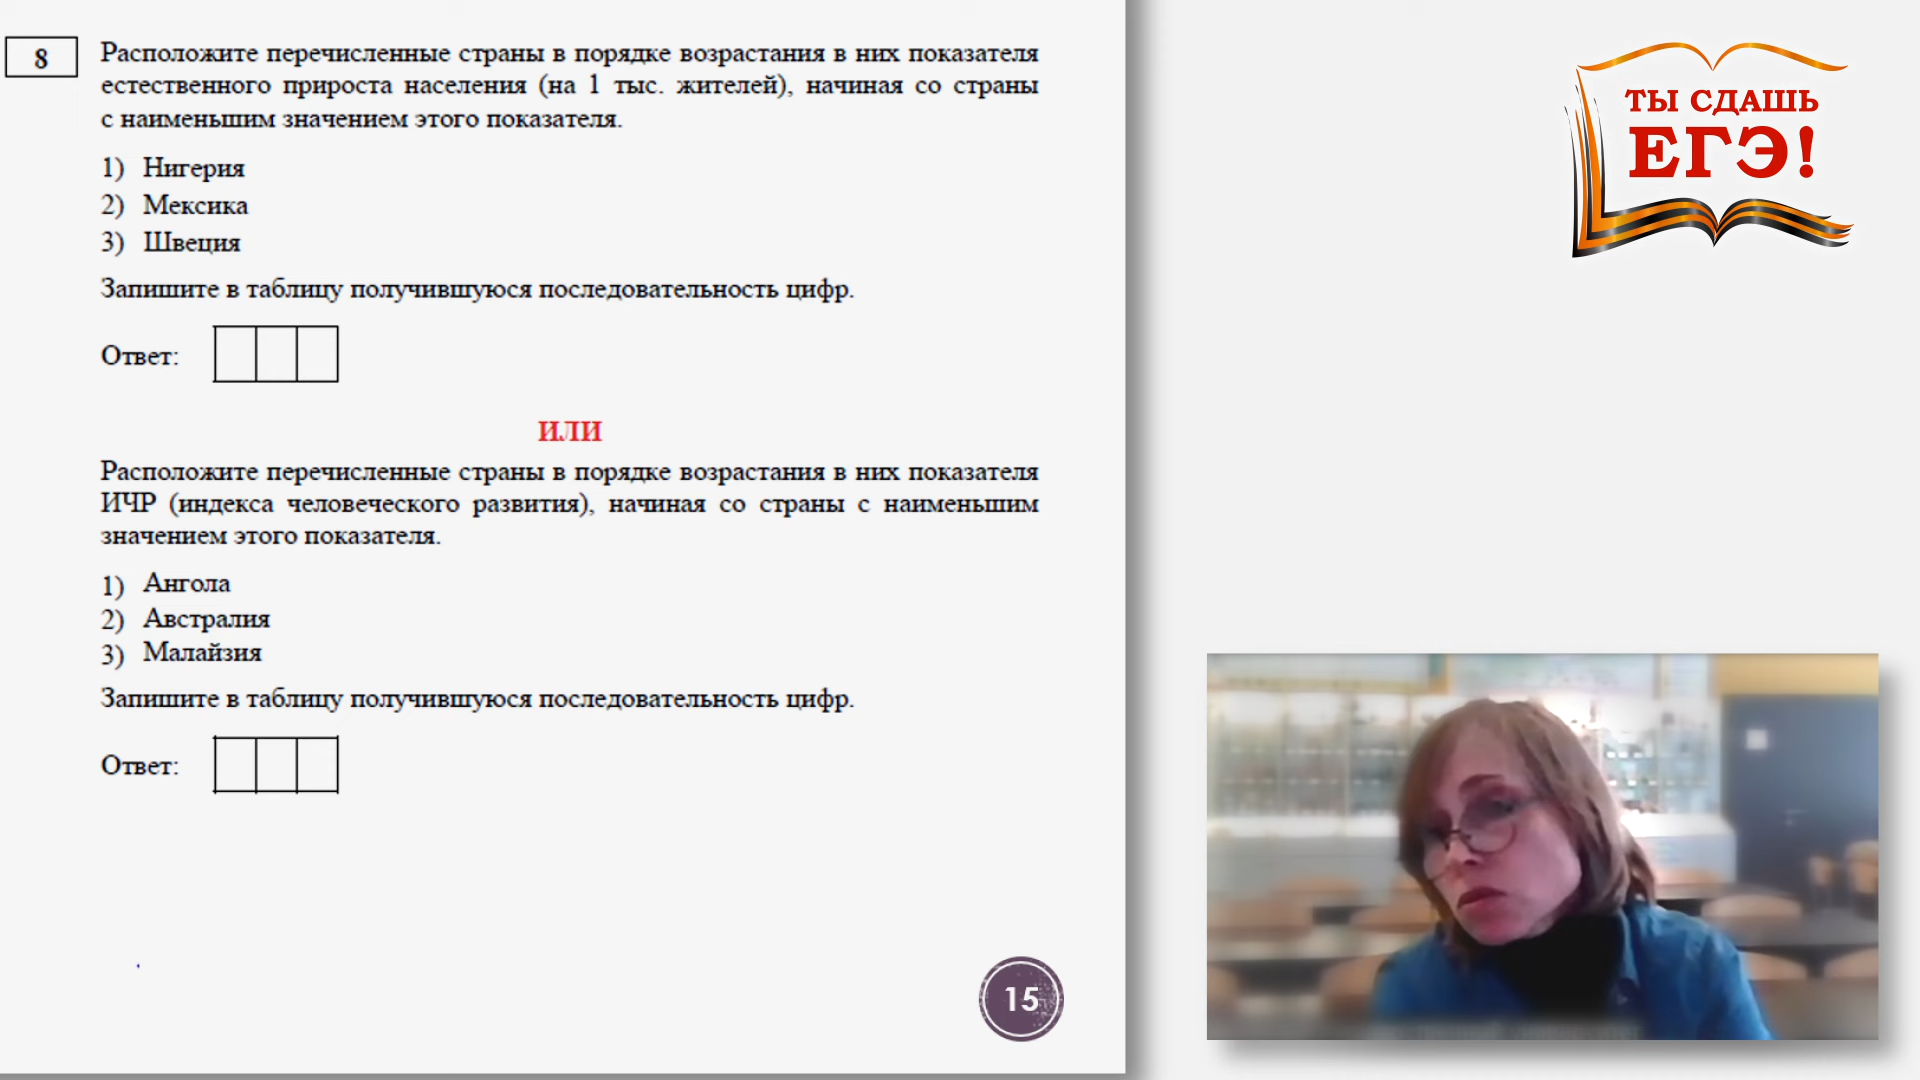 8
Расположите перечисленные страны в порядке возрастания в них показателя
естественного прироста населения (на 1 тыс. жителей), начиная со страны
с наименьшим значением этого показателя.
1) Нигерия
2) Мексика
3) Швеция
Запишите в таблицу получившуюся последовательность цифр.
Ответ:
ИЛИ
Расположите перечисленные страны в порядке возрастания в них показателя
ИЧР (индекса человеческого развития), начиная со страны с наименьшим
значением этого показателя.
1) Ангола
2) Австралия
3) Малайзия
Запишите в таблицу получившуюся последовательность цифр.
Ответ:
15
ТЫ СДАШЬ
ЕГЭ!